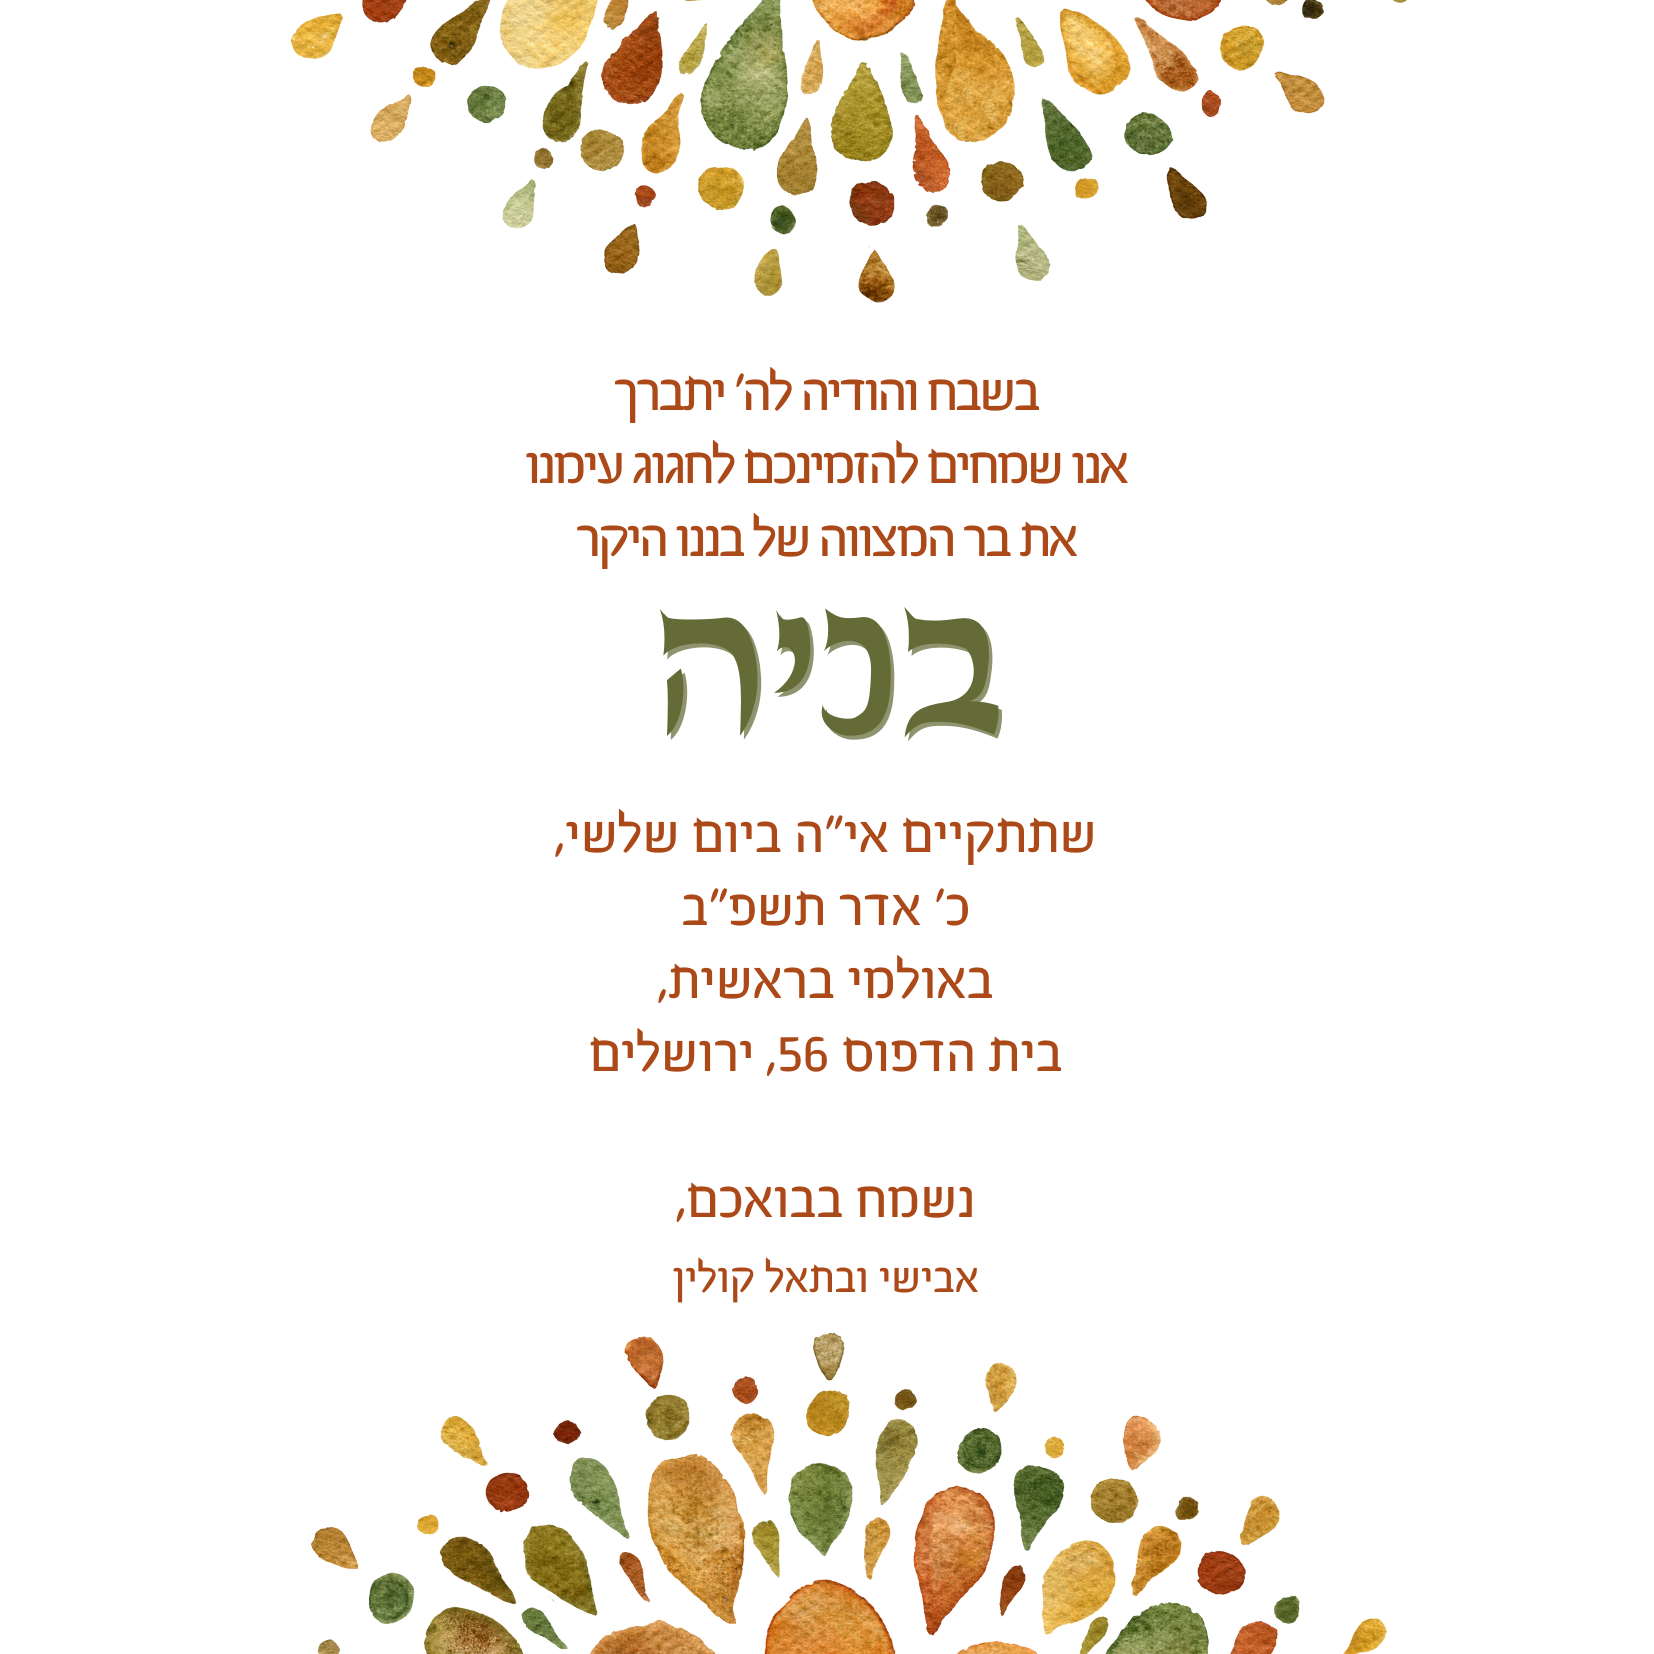 בשבח והודיה לה' יתברך
אנו שמחים להזמינכם לחגוג עימנו
את בר המצווה של בננו היקר
בכיה
שתתקיים אי"ה ביום שלשי,
כ' אדר תשפ"ב
באולמי בראשית,
בית הדפוס 56, ירושלים
נשמח בבואכם,
אבישי ובתאל קולין